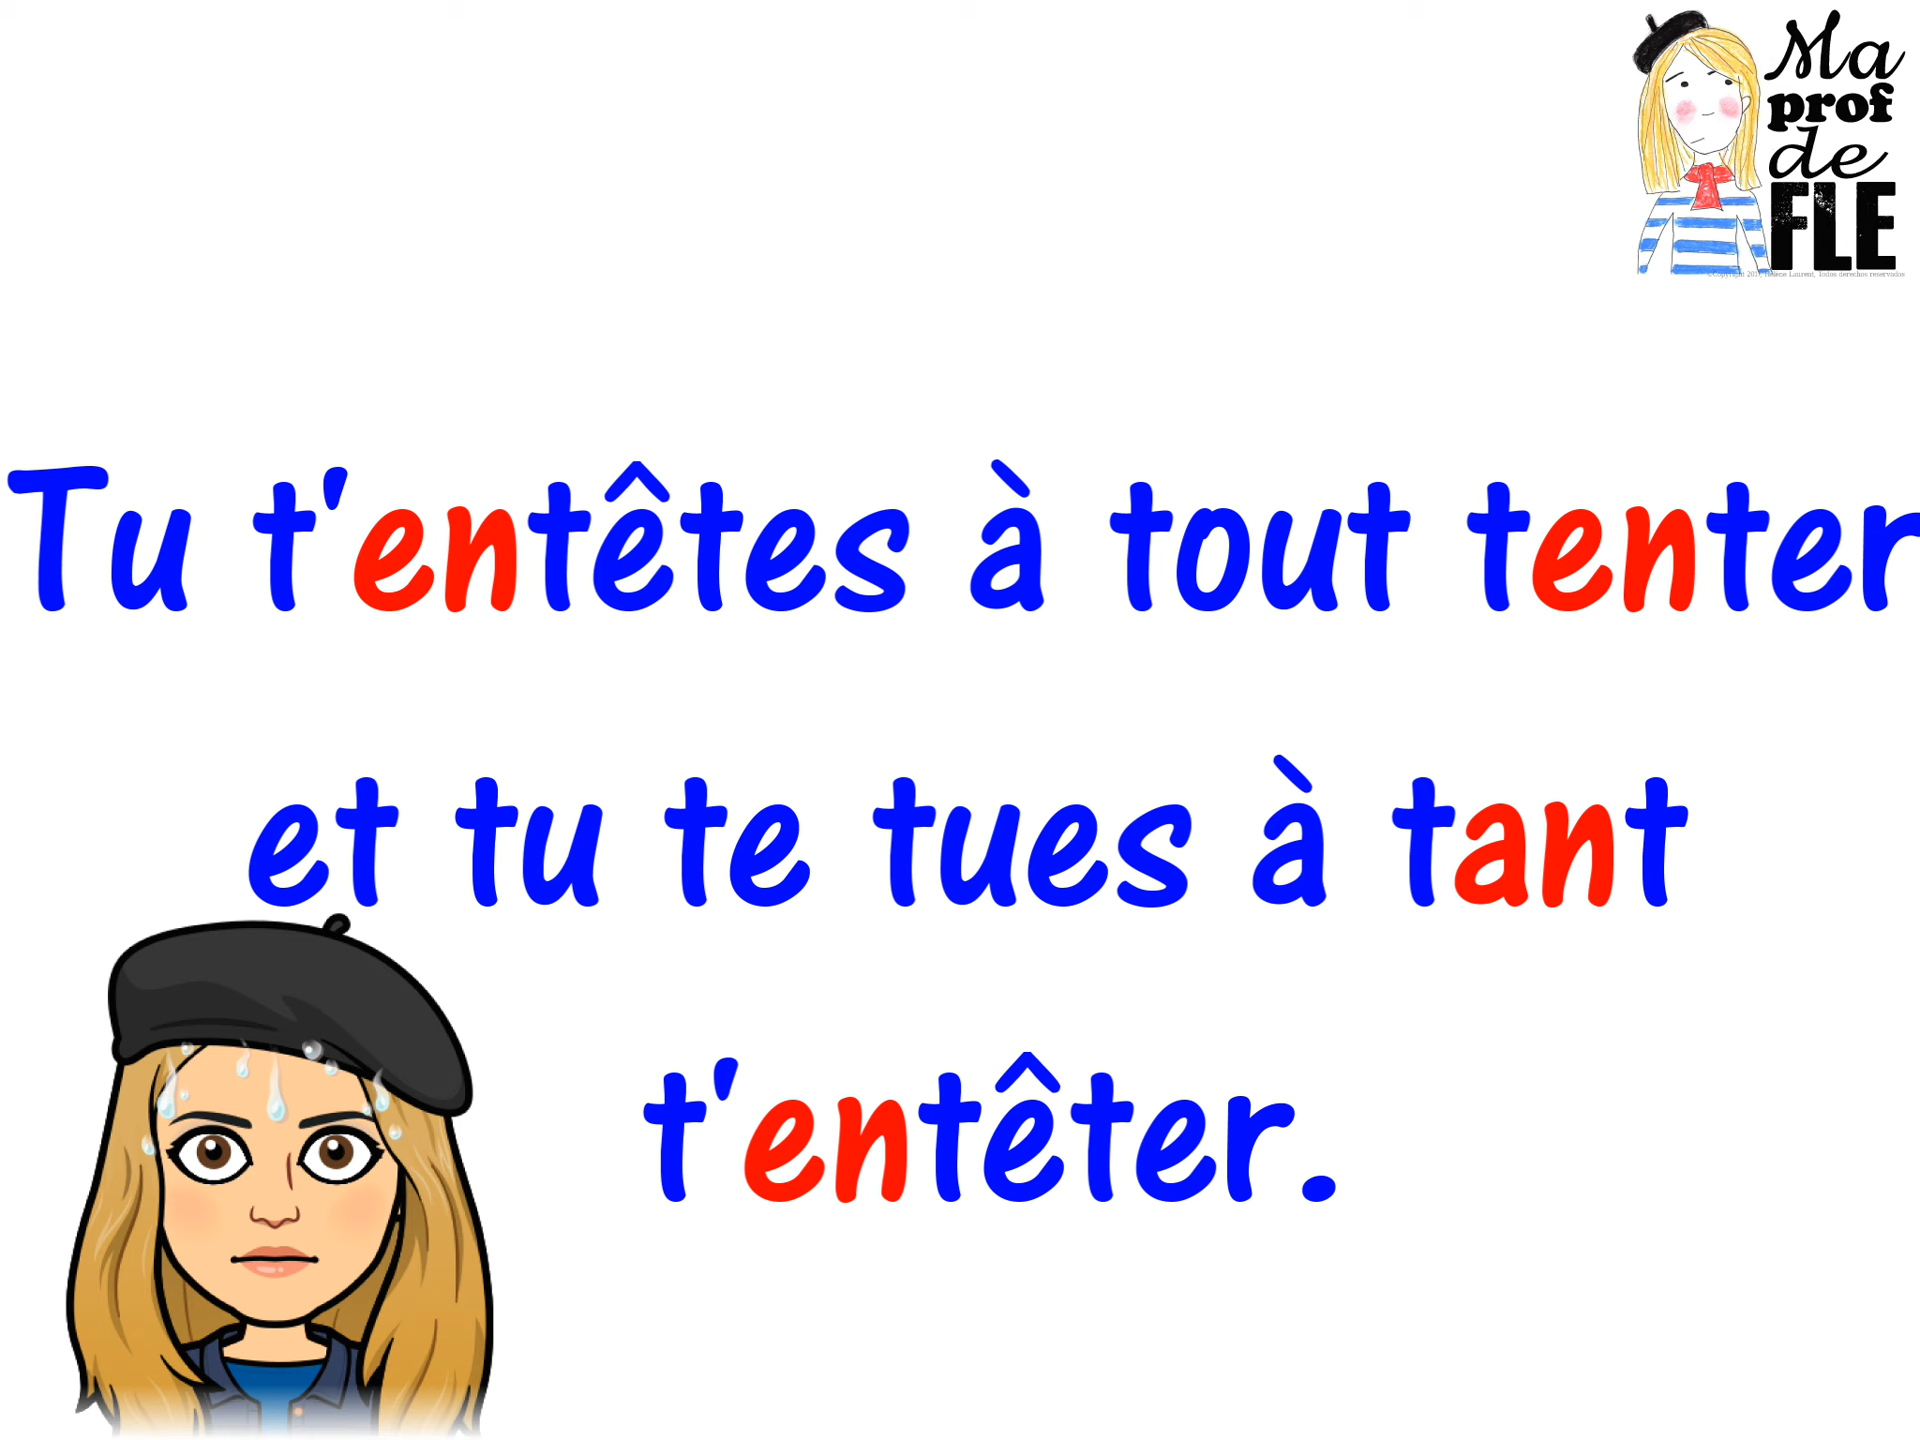 Ma
prof
de
FLE
Tu t'entêtes à tout tenter
et tu te tues à tant
t'entêter.